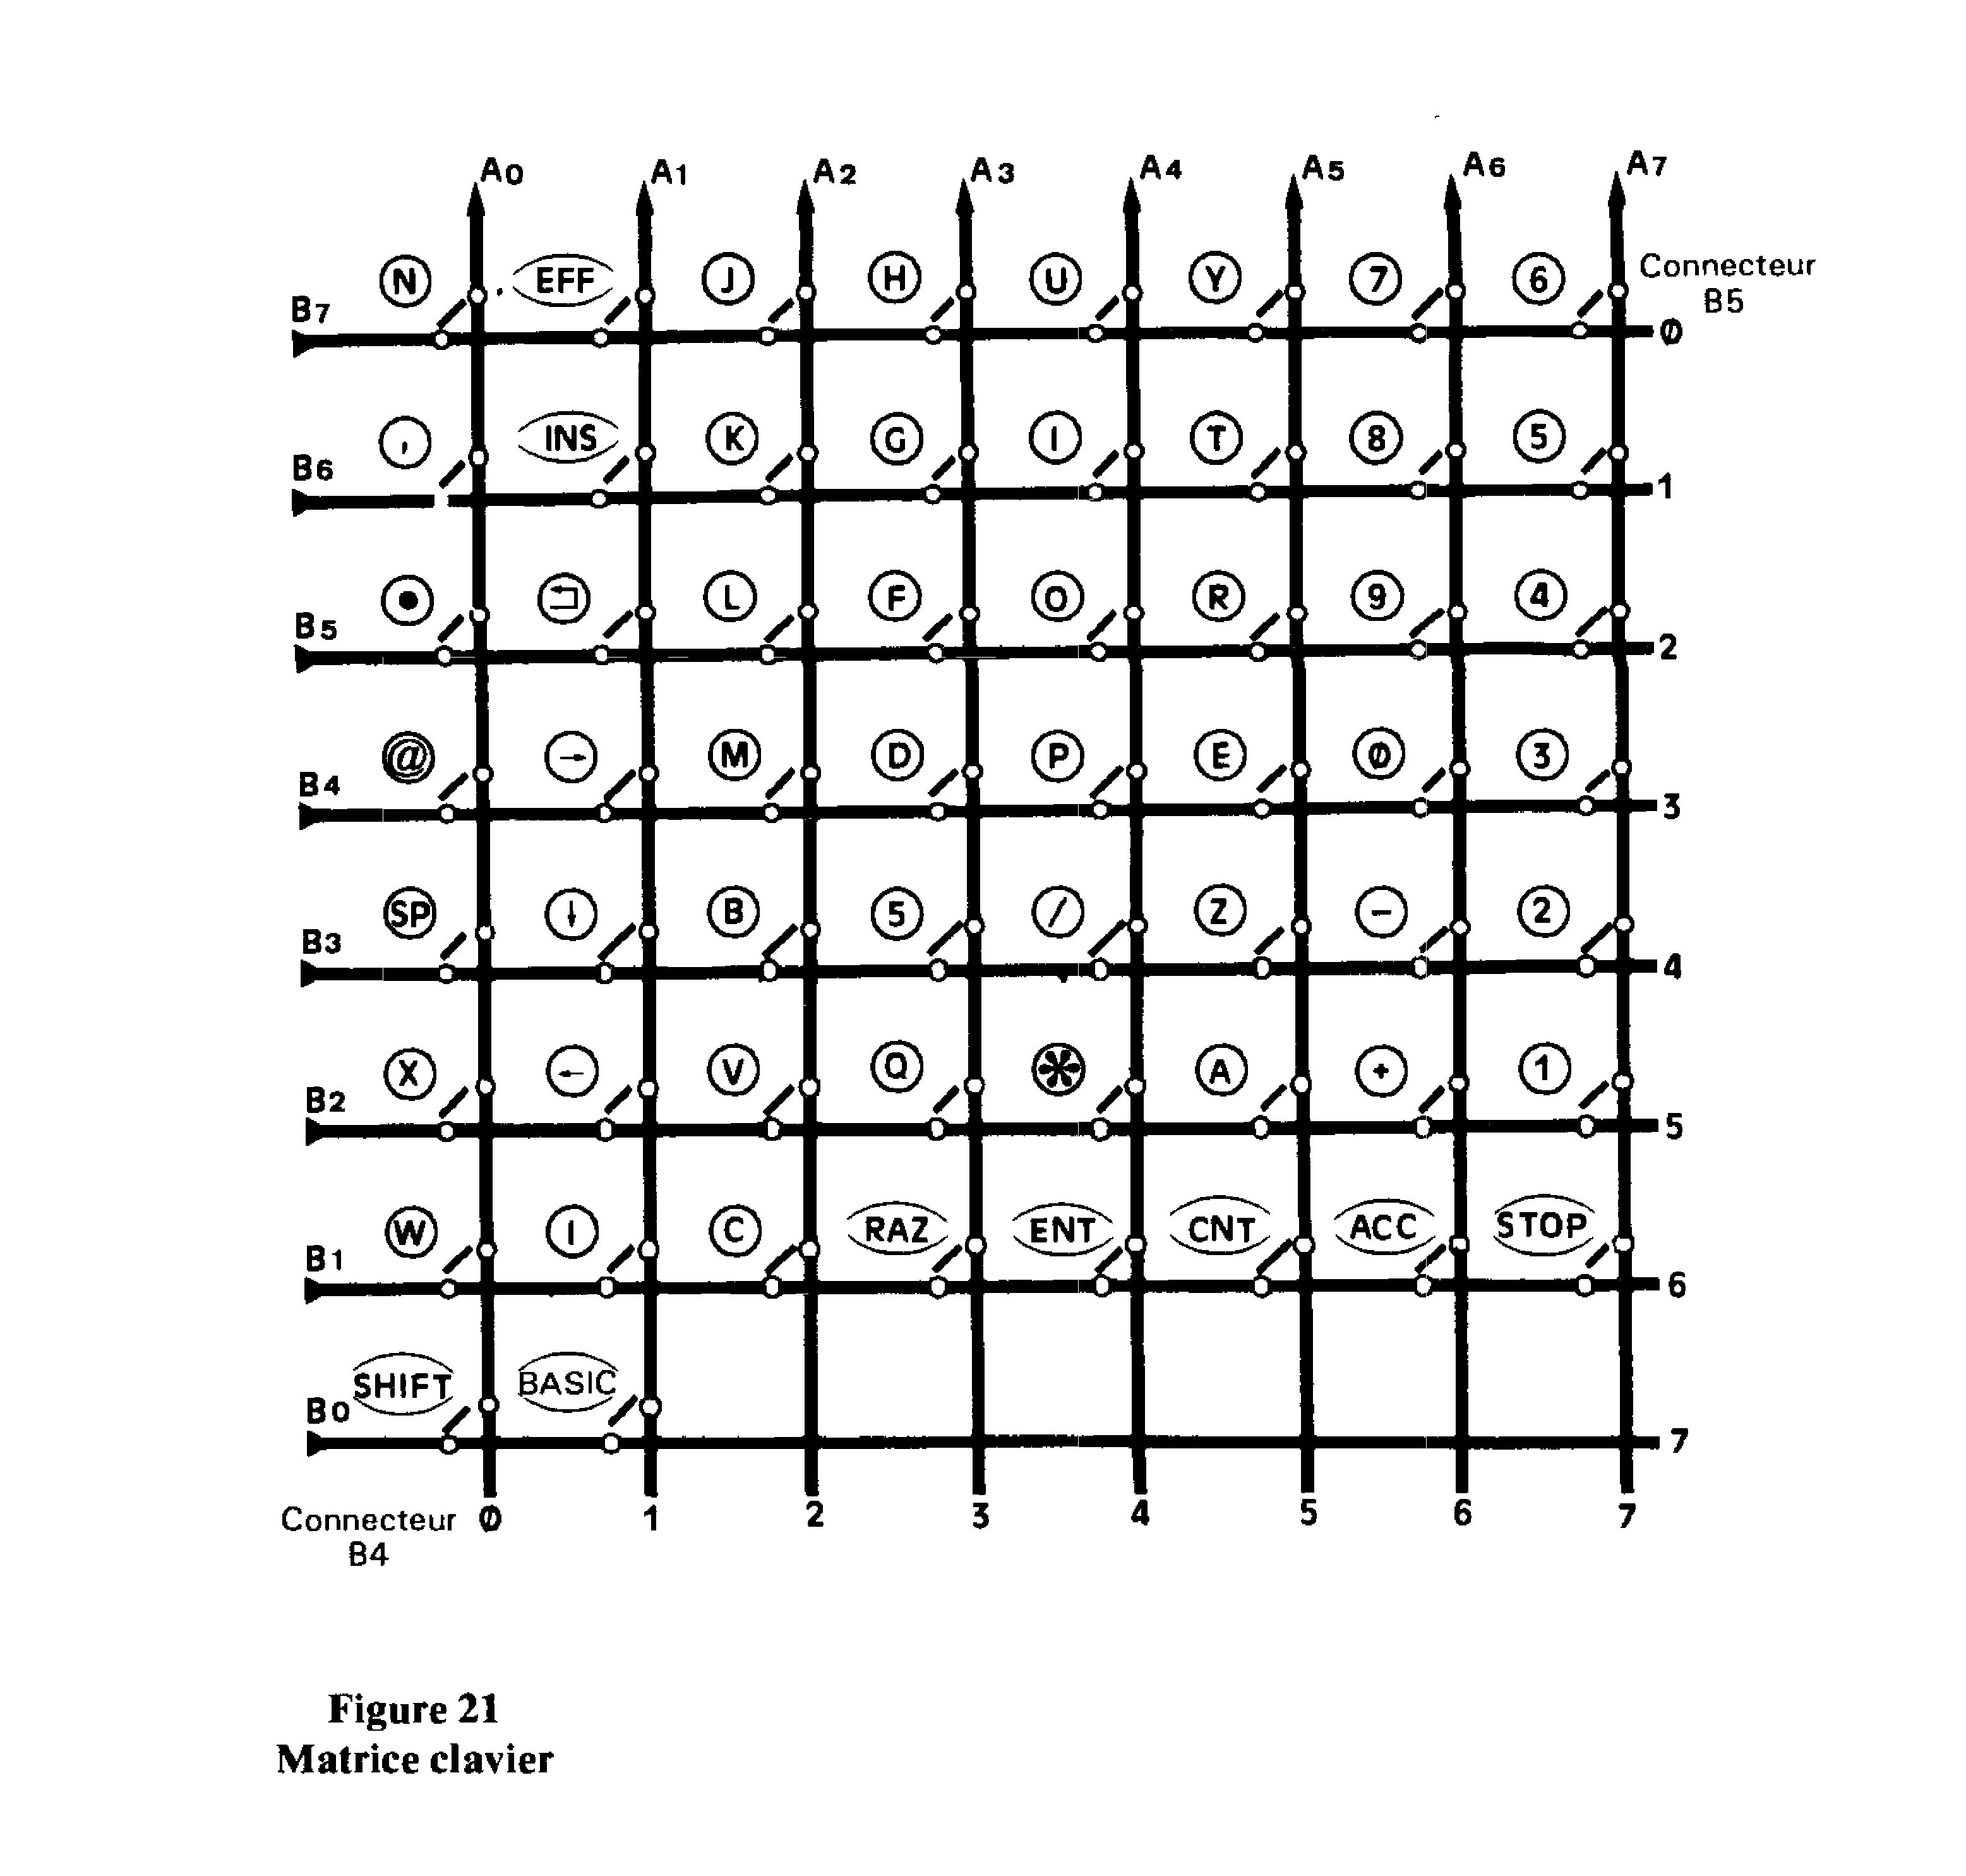 A0 A1 A2 A3 A4 A5 A6 A7
N EFF J H U Y 7 6 Connecteur
B5
B7 0
, INS K G I T 8 5
B6 1
L F O R 9 4
B5 2
@ → M D P E 0 3
B4 3
SP ↓ B 5 / Z - 2
B3 4
X ← V Q * A + 1
B2 5
W I C RAZ ENT CNT ACC STOP
B1 6
SHIFT BASIC
B0 7
Connecteur 0 1 2 3 4 5 6 7
B4
Figure 21
Matrice clavier